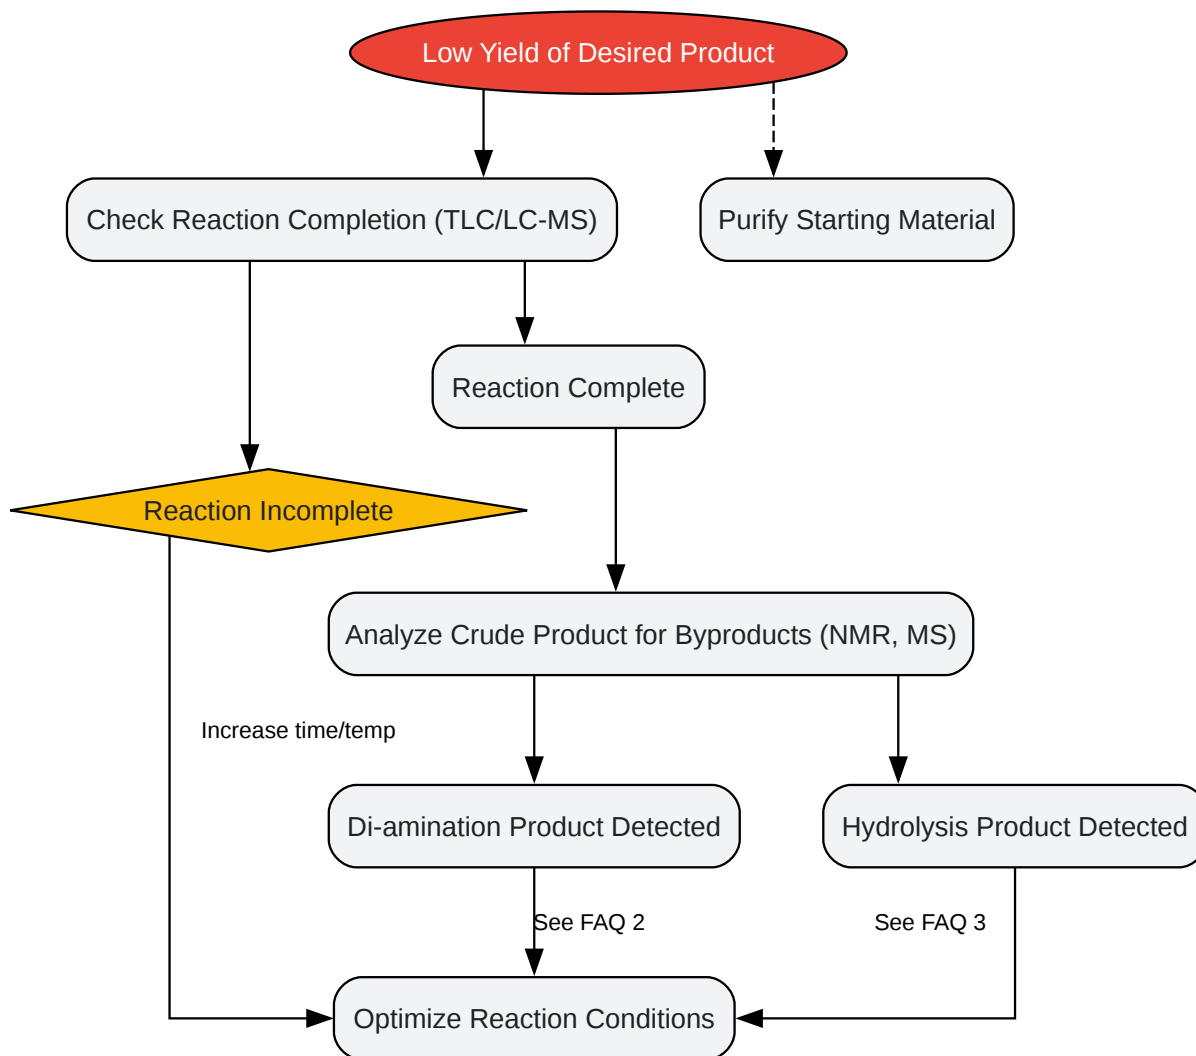 Low Yield of Desired Product
Check Reaction Completion (TLC/LC-MS)
Purify Starting Material
Reaction Complete
Reaction Incomplete
Analyze Crude Product for Byproducts (NMR, MS)
Increase time/temp
Di-amination Product Detected
Hydrolysis Product Detected
See FAQ 2
See FAQ 3
Optimize Reaction Conditions